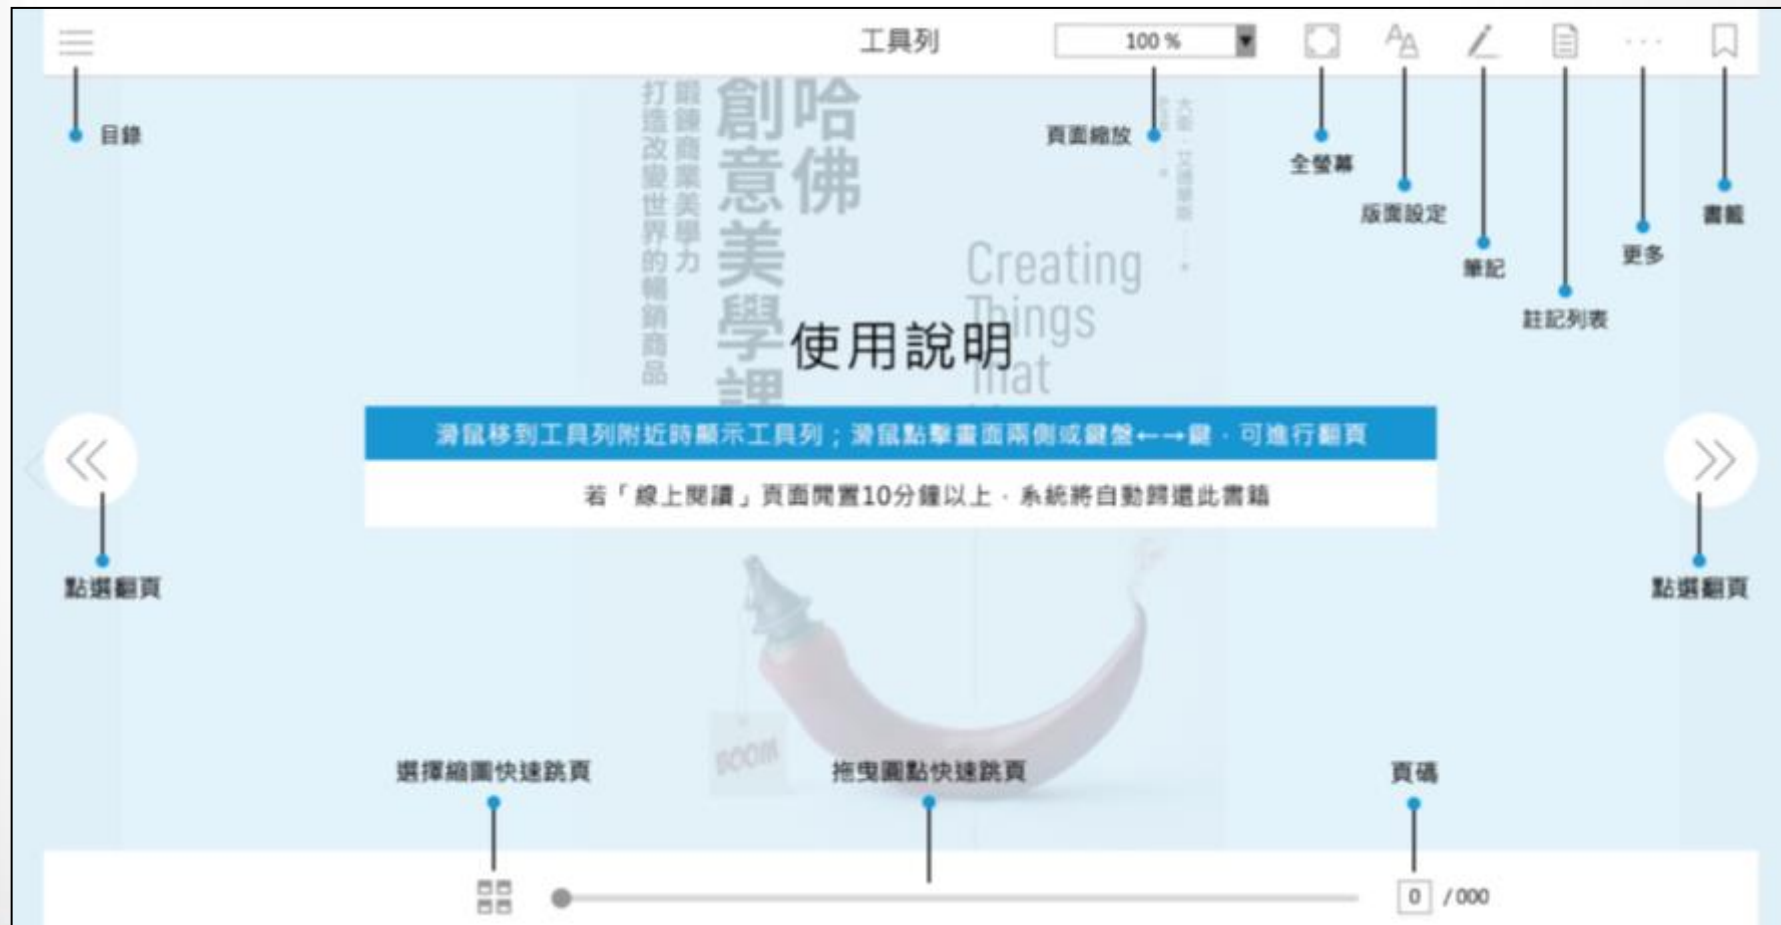 工具列
100 %
目錄
頁面縮放
全螢幕
版面設定
筆記
註記列表
更多
書籤
哈佛
創意美學課
鍛鍊商業美學力
打造改變世界的暢銷商品
Creating
Things
That
使用說明
滑鼠移到工具列附近時顯示工具列；滑鼠點擊畫面兩側或鍵盤←→鍵，可進行翻頁
若「線上閱讀」頁面閒置10分鐘以上，系統將自動歸還此書籍
點選翻頁
點選翻頁
BOOM
選擇縮圖快速跳頁
拖曳圓點快速跳頁
頁碼
0 / 000